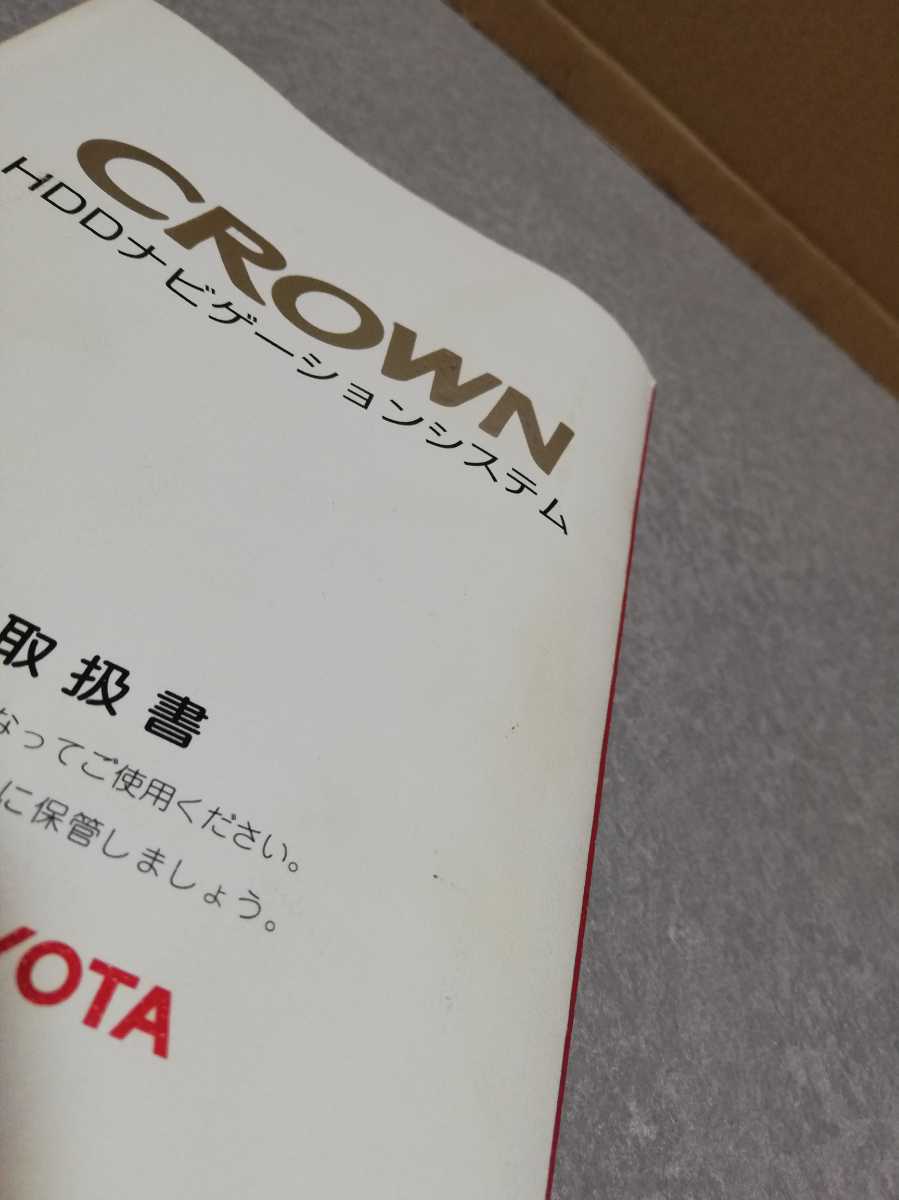 CROWN
HDDナビゲーションシステム
取扱書
なってご使用ください。
に保管しましょう。
YOTA